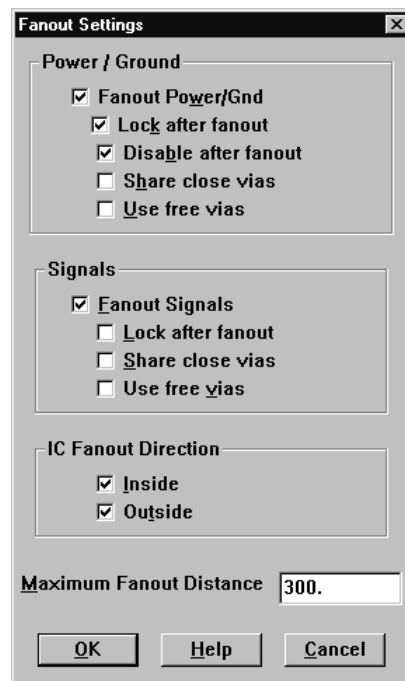 Fanout Settings
Power / Ground
Fanout Power/Gnd
Lock after fanout
Disable after fanout
Share close vias
Use free vias
Signals
Fanout Signals
Lock after fanout
Share close vias
Use free vias
IC Fanout Direction
Inside
Outside
Maximum Fanout Distance 300.
OK Help Cancel